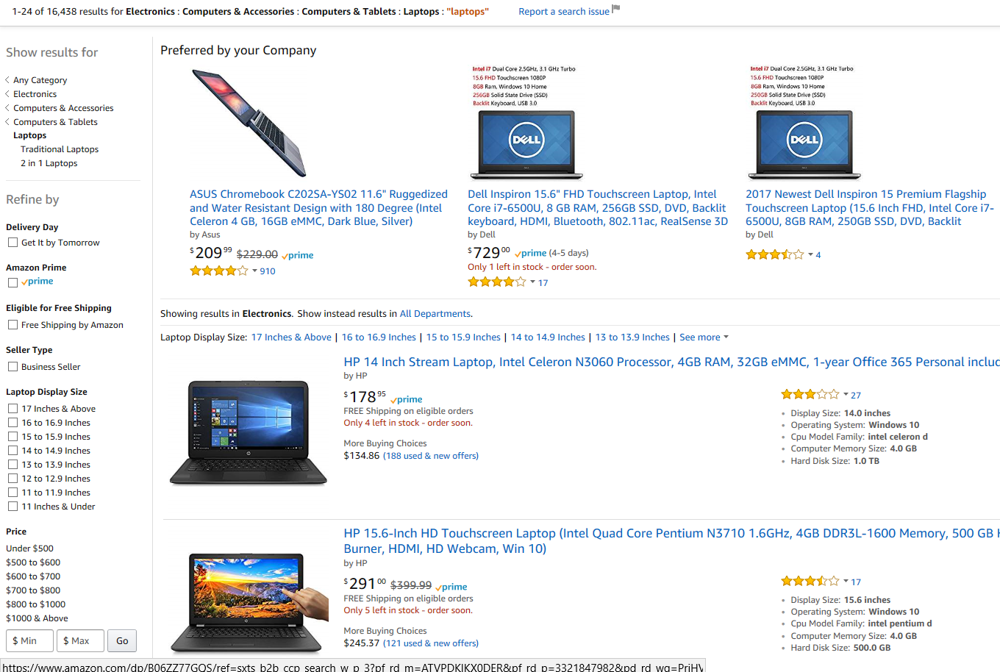 1-24 of 16,438 results for Electronics : Computers & Accessories : Computers & Tablets : Laptops : "laptops"
Report a search issue
Show results for
Any Category
Electronics
Computers & Accessories
Computers & Tablets
Laptops
Traditional Laptops
2 in 1 Laptops
Refine by
Delivery Day
Get It by Tomorrow
Amazon Prime
prime
Eligible for Free Shipping
Free Shipping by Amazon
Seller Type
Business Seller
Laptop Display Size
17 Inches & Above
16 to 16.9 Inches
15 to 15.9 Inches
14 to 14.9 Inches
13 to 13.9 Inches
12 to 12.9 Inches
11 to 11.9 Inches
11 Inches & Under
Price
Under $500
$500 to $600
$600 to $700
$700 to $800
$800 to $1000
$1000 & Above
$ Min
$ Max
Go
Preferred by your Company
ASUS Chromebook C202SA-YS02 11.6" Ruggedized
and Water Resistant Design with 180 Degree (Intel
Celeron 4 GB, 16GB eMMC, Dark Blue, Silver)
by Asus
$209 99 $229.00 prime
910
Intel i7 Dual Core 2.5GHz, 3.1 GHz Turbo
15.6 FHD Touchscreen 1080P
8GB Ram, Windows 10 Home
256GB Solid State Drive (SSD)
Backlit Keyboard, USB 3.0
DELL
Dell Inspiron 15.6" FHD Touchscreen Laptop, Intel
Core i7-6500U, 8 GB RAM, 256GB SSD, DVD, Backlit
keyboard, HDMI, Bluetooth, 802.11ac, RealSense 3D
by Dell
$729 00 prime (4-5 days)
Only 1 left in stock - order soon.
17
Intel i7 Dual Core 2.5GHz, 3.1 GHz Turbo
15.6 FHD Touchscreen 1080P
8GB Ram, Windows 10 Home
250GB Solid State Drive (SSD)
Backlit Keyboard, USB 3.0
DELL
2017 Newest Dell Inspiron 15 Premium Flagship
Touchscreen Laptop (15.6 Inch FHD, Intel Core i7-
6500U, 8GB RAM, 250GB SSD, DVD, Backlit
by Dell
4
Showing results in Electronics. Show instead results in All Departments.
Laptop Display Size: 17 Inches & Above | 16 to 16.9 Inches | 15 to 15.9 Inches | 14 to 14.9 Inches | 13 to 13.9 Inches | See more
HP 14 Inch Stream Laptop, Intel Celeron N3060 Processor, 4GB RAM, 32GB eMMC, 1-year Office 365 Personal includ
by HP
$178 95 prime
FREE Shipping on eligible orders
Only 4 left in stock - order soon.
More Buying Choices
$134.86 (188 used & new offers)
27
Display Size: 14.0 inches
Operating System: Windows 10
Cpu Model Family: intel celeron d
Computer Memory Size: 4.0 GB
Hard Disk Size: 1.0 TB
HP 15.6-Inch HD Touchscreen Laptop (Intel Quad Core Pentium N3710 1.6GHz, 4GB DDR3L-1600 Memory, 500 GB H
Burner, HDMI, HD Webcam, Win 10)
by HP
$291 00 $399.99 prime
FREE Shipping on eligible orders
Only 5 left in stock - order soon.
More Buying Choices
$245.37 (121 used & new offers)
17
Display Size: 15.6 inches
Operating System: Windows 10
Cpu Model Family: intel pentium d
Computer Memory Size: 4.0 GB
Hard Disk Size: 500.0 GB
https://www.amazon.com/dp/B06ZZ77GQS/ref=sxts_b2b_ccp_search_w_p_3?pf_rd_m=ATVPDKIKX0DER&pf_rd_p=3321847982&pd_rd_wg=PriHV